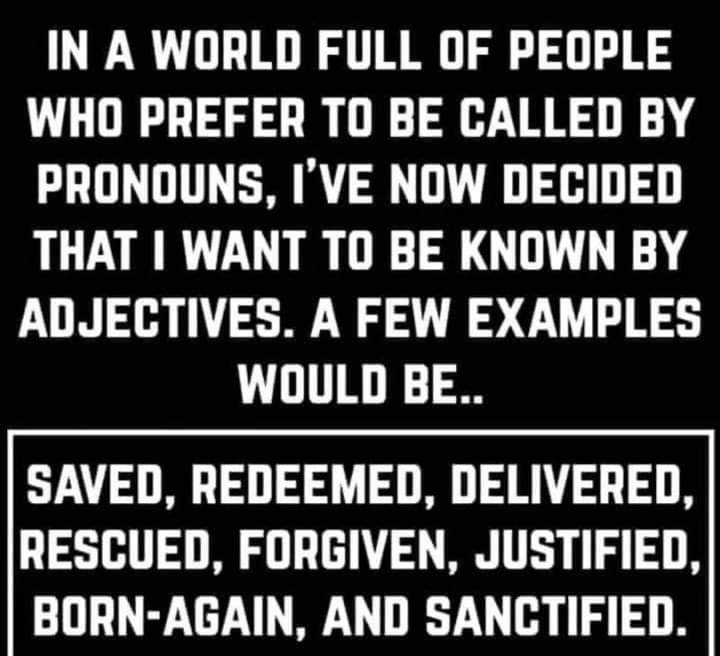 IN A WORLD FULL OF PEOPLE
WHO PREFER TO BE CALLED BY
PRONOUNS, I'VE NOW DECIDED
THAT I WANT TO BE KNOWN BY
ADJECTIVES. A FEW EXAMPLES
WOULD BE..
SAVED, REDEEMED, DELIVERED,
RESCUED, FORGIVEN, JUSTIFIED,
BORN-AGAIN, AND SANCTIFIED.